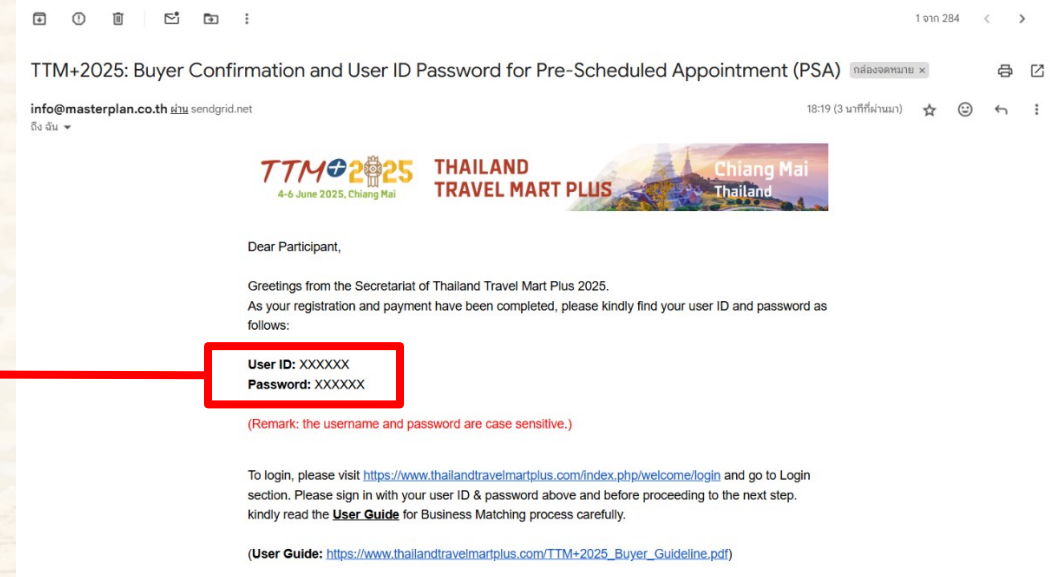 1 จาก 284
TTM+2025: Buyer Confirmation and User ID Password for Pre-Scheduled Appointment (PSA) กล่องจดหมาย ×
info@masterplan.co.th ผ่าน sendgrid.net 18:19 (3 นาทีที่ผ่านมา)
ถึง ฉัน
TTM+2025 THAILAND Chiang Mai
4-6 June 2025, Chiang Mai TRAVEL MART PLUS Thailand
Dear Participant,
Greetings from the Secretariat of Thailand Travel Mart Plus 2025.
As your registration and payment have been completed, please kindly find your user ID and password as
follows:
User ID: XXXXXX
Password: XXXXXX
(Remark: the username and password are case sensitive.)
To login, please visit https://www.thailandtravelmartplus.com/index.php/welcome/login and go to Login
section. Please sign in with your user ID & password above and before proceeding to the next step.
kindly read the User Guide for Business Matching process carefully.
(User Guide: https://www.thailandtravelmartplus.com/TTM+2025_Buyer_Guideline.pdf)